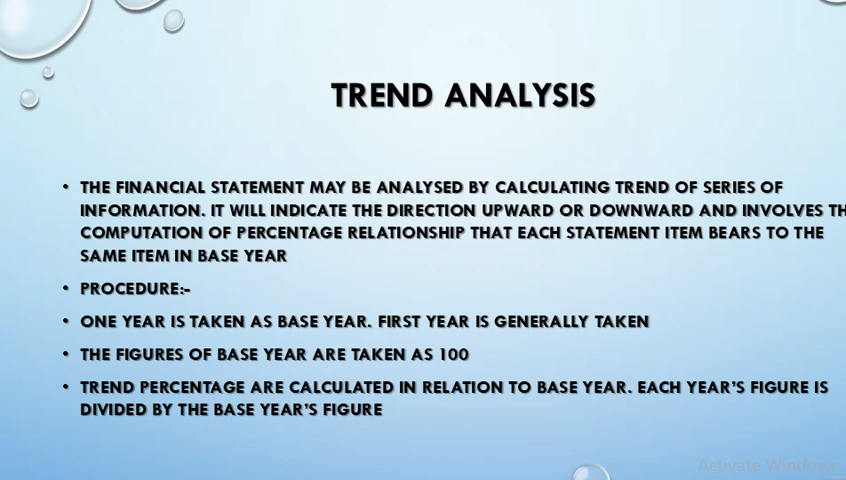 TREND ANALYSIS
• THE FINANCIAL STATEMENT MAY BE ANALYSED BY CALCULATING TREND OF SERIES OF
INFORMATION. IT WILL INDICATE THE DIRECTION UPWARD OR DOWNWARD AND INVOLVES
COMPUTATION OF PERCENTAGE RELATIONSHIP THAT EACH STATEMENT ITEM BEARS TO THE
SAME ITEM IN BASE YEAR
• PROCEDURE:-
• ONE YEAR IS TAKEN AS BASE YEAR. FIRST YEAR IS GENERALLY TAKEN
• THE FIGURES OF BASE YEAR ARE TAKEN AS 100
• TREND PERCENTAGE ARE CALCULATED IN RELATION TO BASE YEAR. EACH YEAR’S FIGURE IS
DIVIDED BY THE BASE YEAR’S FIGURE
Activate Windows